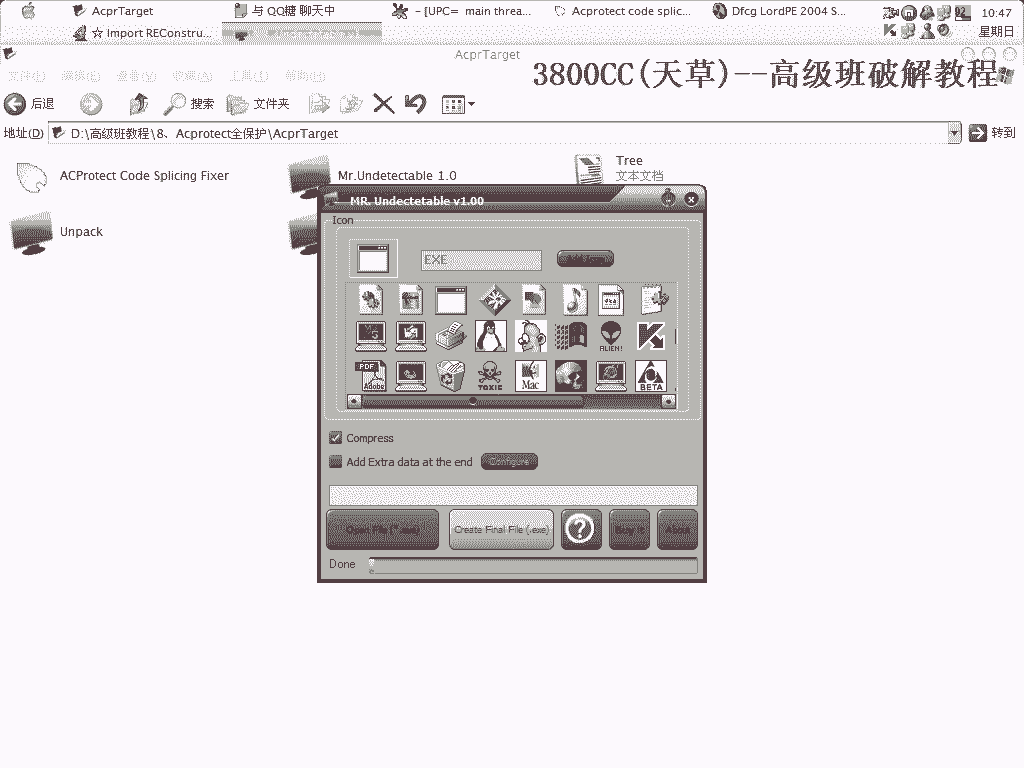 AcprTarget
与 QQ糖 聊天中
- [UPC= main threa...
Acprotect code splic...
Dfcg LordPE 2004 S...
92
10:47
☆ Import REConstru...
星期日
AcprTarget
文件(F) 编辑(E) 查看(V) 收藏(A) 工具(T) 帮助(H)
3800CC(天草)--高级班破解教程
后退
搜索
文件夹
地址(D)
D:\高级班教程\8、Acprotect全保护\AcprTarget
转到
ACProtect Code Splicing Fixer
Mr.Undetectable 1.0
Tree
文本文档
Unpack
MR. Undectetable v1.00
Icon
EXE
ALIEN!
PDF
Adobe
TOXIC
Mac
BETA
Compress
Add Extra data at the end
Configure
Open File (*.exe)
Create Final File (.exe)
About
Done